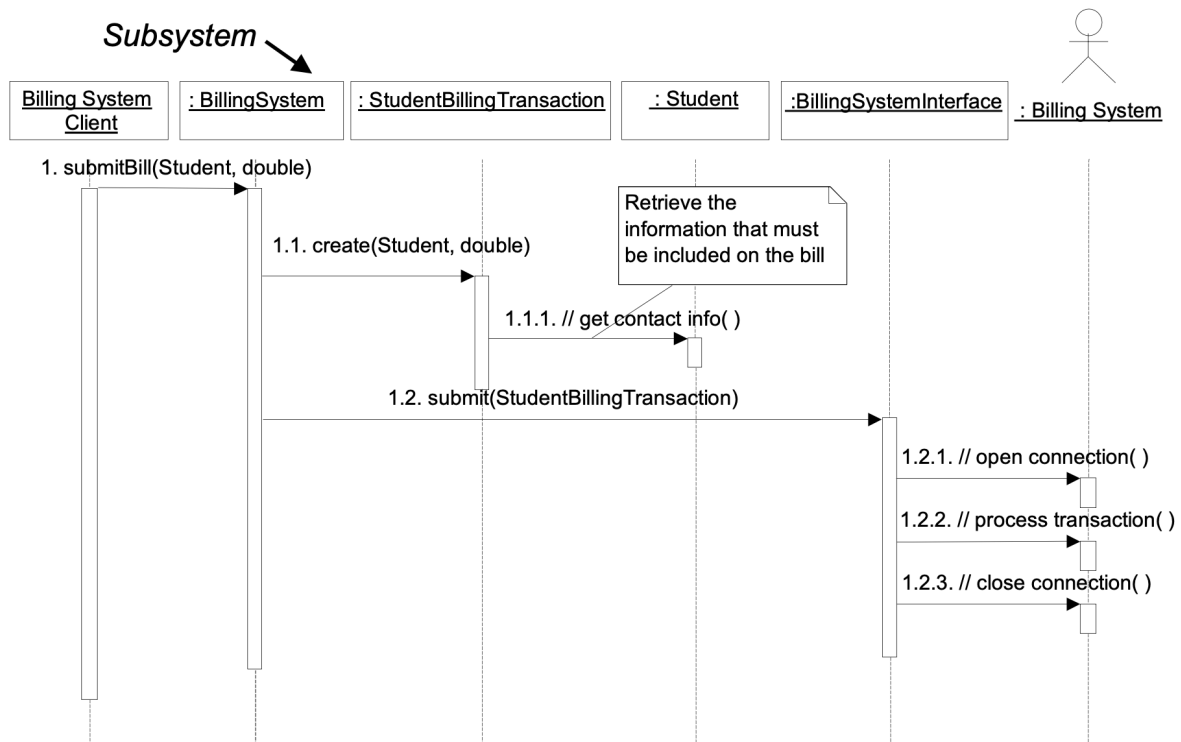 Subsystem
Billing System
Client
: BillingSystem
: StudentBillingTransaction
: Student
:BillingSystemInterface
: Billing System
1. submitBill(Student, double)
Retrieve the
information that must
be included on the bill
1.1. create(Student, double)
1.1.1. // get contact info( )
1.2. submit(StudentBillingTransaction)
1.2.1. // open connection( )
1.2.2. // process transaction( )
1.2.3. // close connection( )